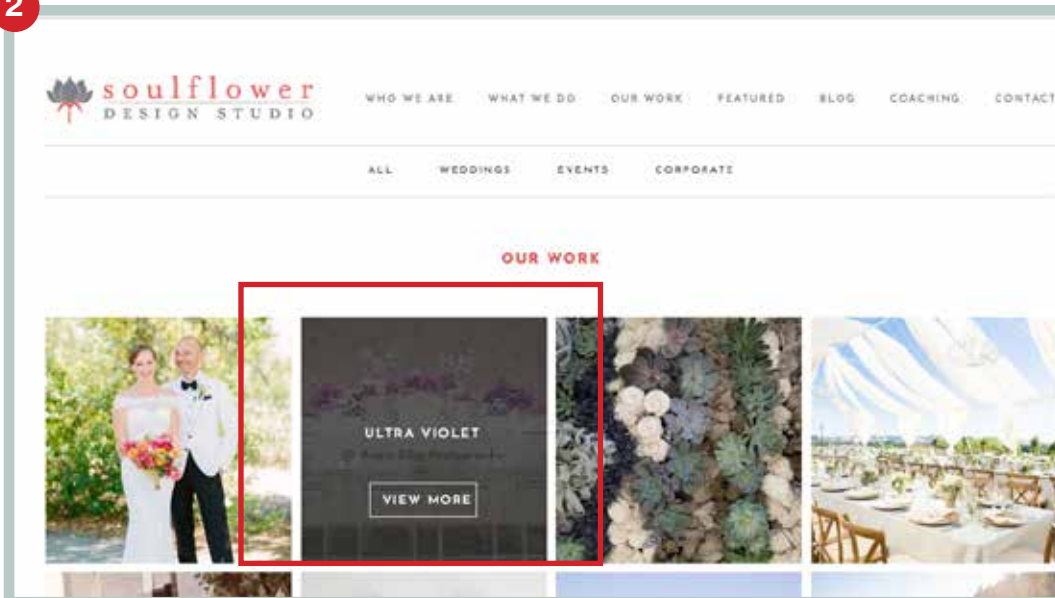 2
soulflower
DESIGN STUDIO
WHO WE ARE WHAT WE DO OUR WORK FEATURED BLOG COACHING CONTACT
ALL WEDDINGS EVENTS CORPORATE
OUR WORK
ULTRA VIOLET
VIEW MORE